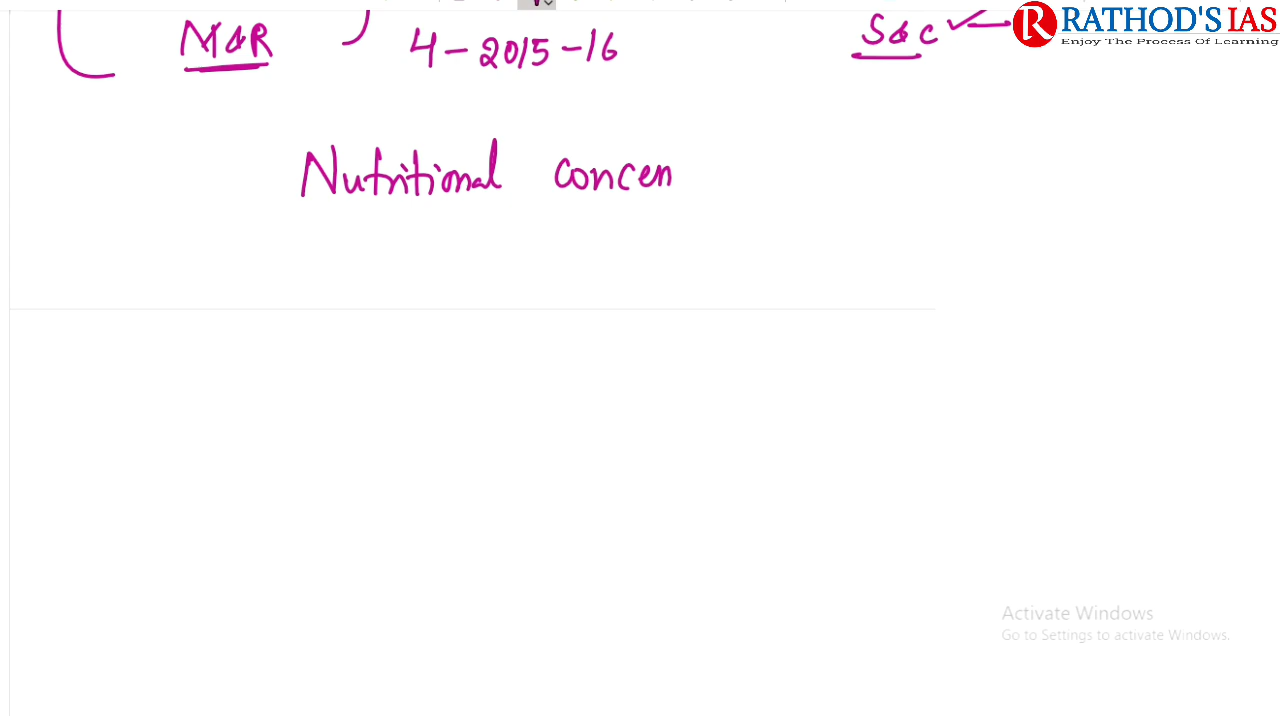 M&R 4-2015-16 S&C RATHOD'S IAS
Enjoy The Process Of Learning
Nutritional concen
Activate Windows
Go to Settings to activate Windows.